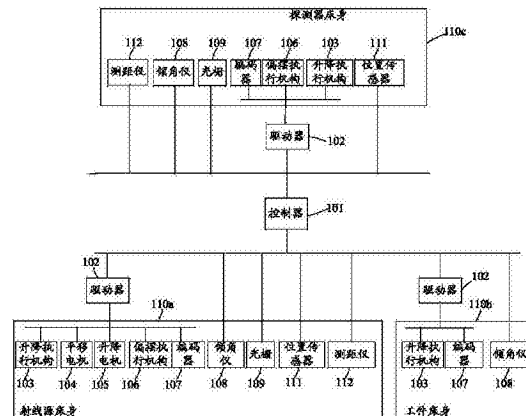 探测器床身
110c
112 108 109 107 106 103 111
测距仪 倾角仪 光栅 编码器 偏摆执行机构 升降执行机构 位置传感器
驱动器
102
控制器
101
102
驱动器
110a
102
驱动器
110b
升降执行机构 平移电机 升降电机 偏摆执行机构 编码器 倾角仪 光栅 位置传感器 测距仪
103 104 105 106 107 108 109 111 112
升降执行机构 编码器 倾角仪
103 107 108
射线源床身
工件床身